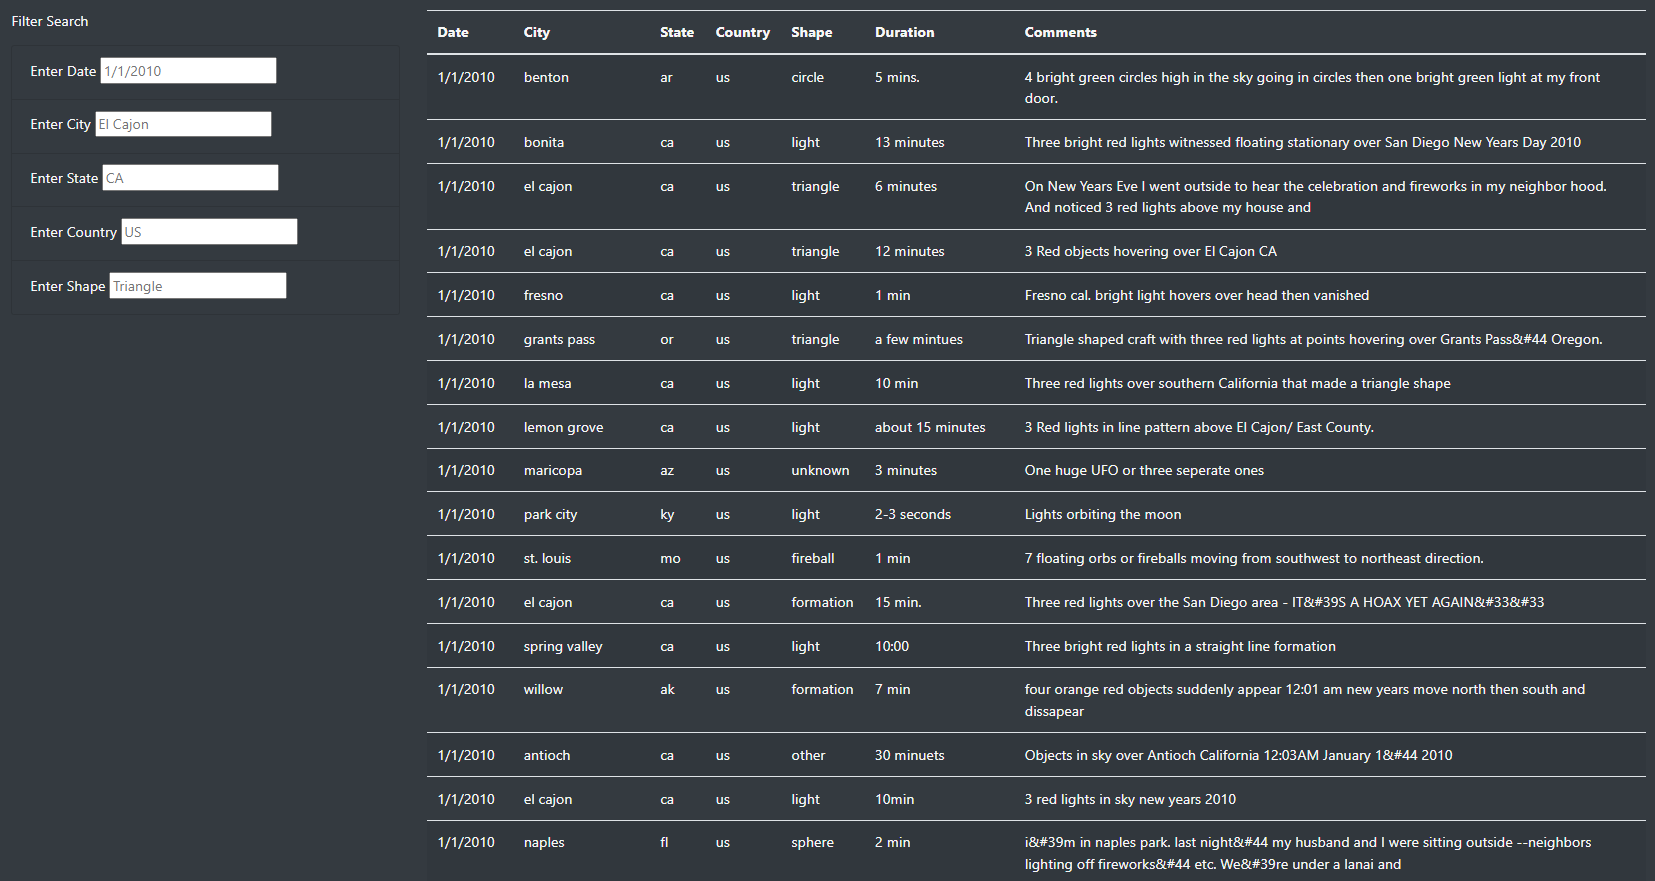 Filter Search
Enter Date 1/1/2010
Enter City El Cajon
Enter State CA
Enter Country US
Enter Shape Triangle
Date City State Country Shape Duration Comments
1/1/2010 benton ar us circle 5 mins. 4 bright green circles high in the sky going in circles then one bright green light at my front
door.
1/1/2010 bonita ca us light 13 minutes Three bright red lights witnessed floating stationary over San Diego New Years Day 2010
1/1/2010 el cajon ca us triangle 6 minutes On New Years Eve I went outside to hear the celebration and fireworks in my neighbor hood.
And noticed 3 red lights above my house and
1/1/2010 el cajon ca us triangle 12 minutes 3 Red objects hovering over El Cajon CA
1/1/2010 fresno ca us light 1 min Fresno cal. bright light hovers over head then vanished
1/1/2010 grants pass or us triangle a few mintues Triangle shaped craft with three red lights at points hovering over Grants Pass&#44 Oregon.
1/1/2010 la mesa ca us light 10 min Three red lights over southern California that made a triangle shape
1/1/2010 lemon grove ca us light about 15 minutes 3 Red lights in line pattern above El Cajon/ East County.
1/1/2010 maricopa az us unknown 3 minutes One huge UFO or three seperate ones
1/1/2010 park city ky us light 2-3 seconds Lights orbiting the moon
1/1/2010 st. louis mo us fireball 1 min 7 floating orbs or fireballs moving from southwest to northeast direction.
1/1/2010 el cajon ca us formation 15 min. Three red lights over the San Diego area - IT&#39S A HOAX YET AGAIN&#33&#33
1/1/2010 spring valley ca us light 10:00 Three bright red lights in a straight line formation
1/1/2010 willow ak us formation 7 min four orange red objects suddenly appear 12:01 am new years move north then south and
dissapear
1/1/2010 antioch ca us other 30 minuets Objects in sky over Antioch California 12:03AM January 1&#44 2010
1/1/2010 el cajon ca us light 10min 3 red lights in sky new years 2010
1/1/2010 naples fl us sphere 2 min i&#39m in naples park. last night&#44 my husband and I were sitting outside --neighbors
lighting off fireworks&#44 etc. We&#39re under a lanai and